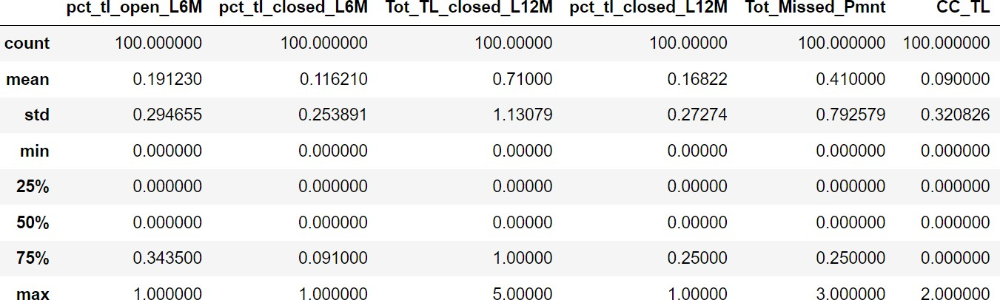 pct_tl_open_L6M pct_tl_closed_L6M Tot_TL_closed_L12M pct_tl_closed_L12M Tot_Missed_Pmnt CC_TL
count 100.000000 100.000000 100.00000 100.00000 100.000000 100.000000
mean 0.191230 0.116210 0.71000 0.16822 0.410000 0.090000
std 0.294655 0.253891 1.13079 0.27274 0.792579 0.320826
min 0.000000 0.000000 0.00000 0.00000 0.000000 0.000000
25% 0.000000 0.000000 0.00000 0.00000 0.000000 0.000000
50% 0.000000 0.000000 0.00000 0.00000 0.000000 0.000000
75% 0.343500 0.091000 1.00000 0.25000 0.250000 0.000000
max 1.000000 1.000000 5.00000 1.00000 3.000000 2.000000